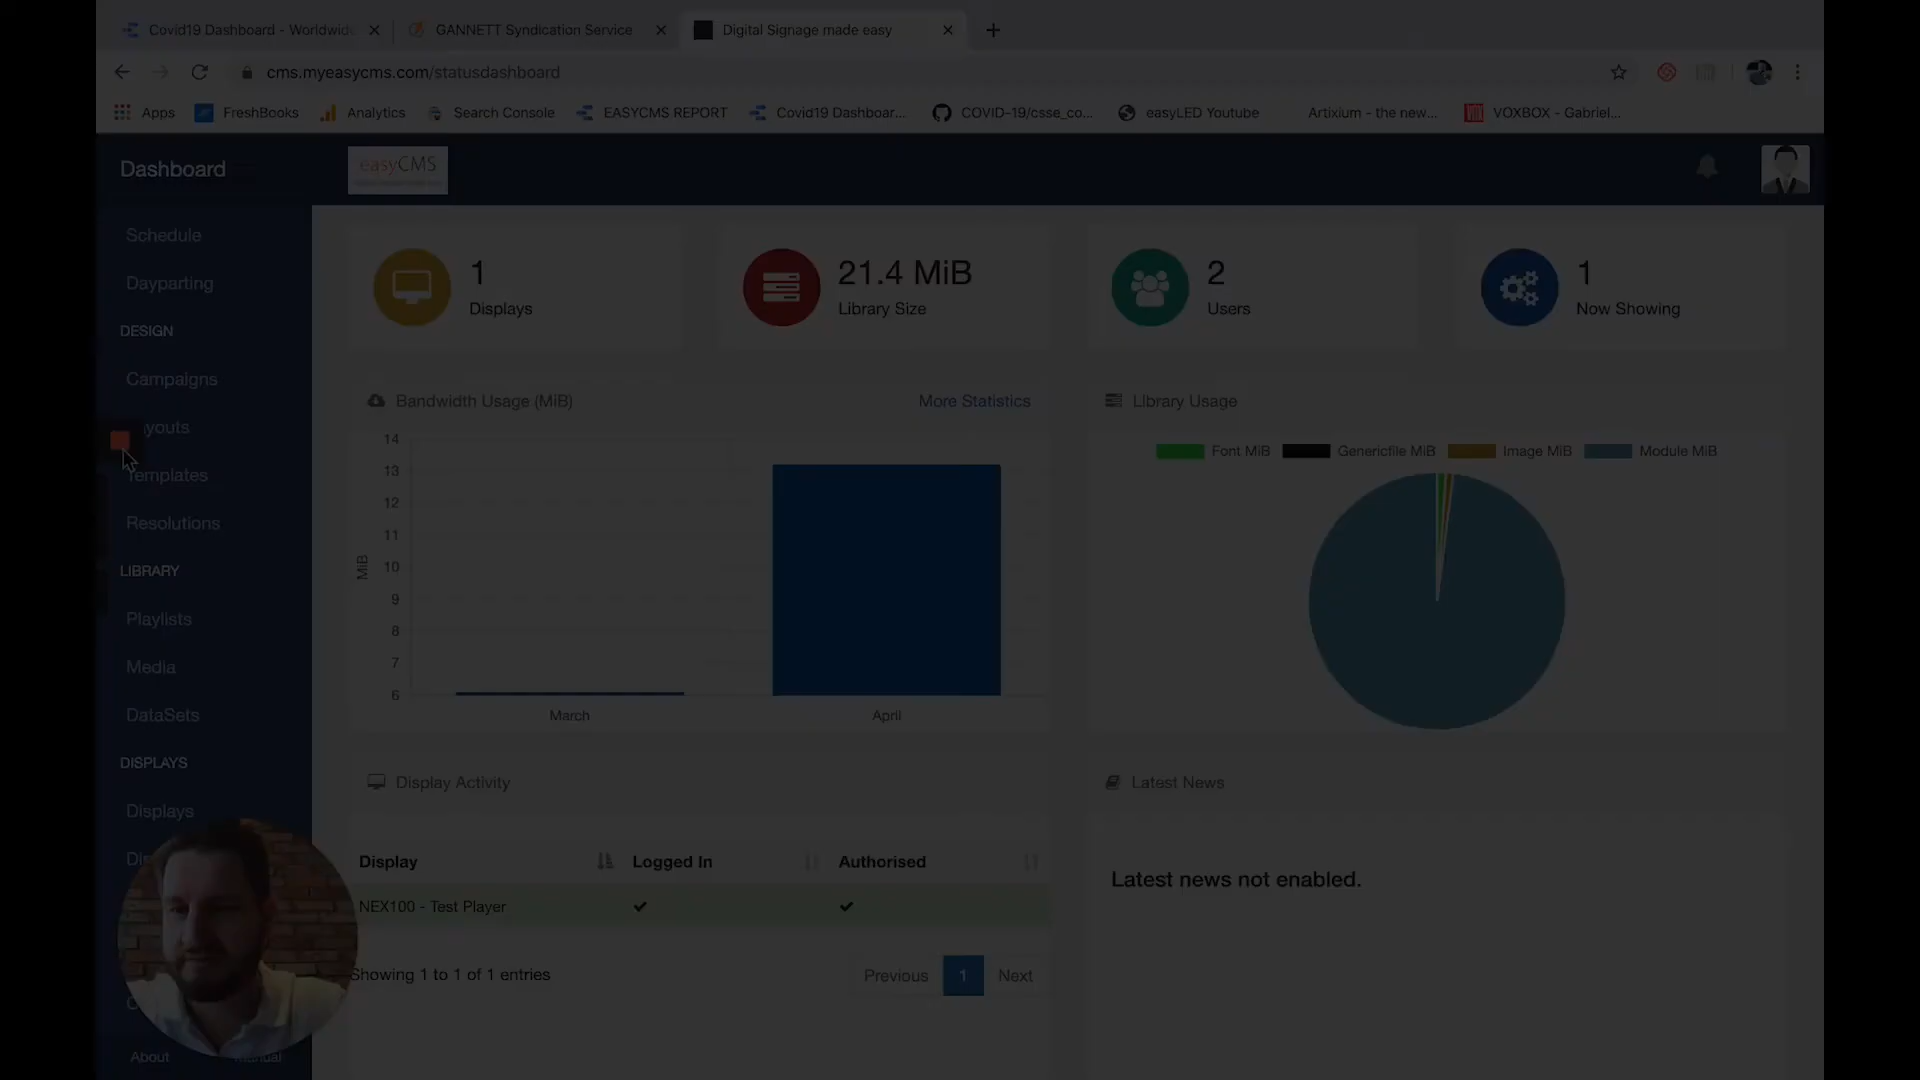 Covid19 Dashboard - Worldwide
GANNETT Syndication Service
Digital Signage made easy
cms.myeasycms.com/statusdashboard
Apps
FreshBooks
Analytics
Search Console
EASYCMS REPORT
Covid19 Dashboar...
COVID-19/csse_co...
easyLED Youtube
Artixium - the new...
VOXBOX - Gabriel...
Dashboard
easyCMS
Schedule
Dayparting
DESIGN
Campaigns
youts
Templates
Resolutions
LIBRARY
Playlists
Media
DataSets
DISPLAYS
Displays
Di
About
1
Displays
21.4 MiB
Library Size
2
Users
1
Now Showing
Bandwidth Usage (MiB)
More Statistics
14
13
12
11
10
9
8
7
6
MiB
March
April
Library Usage
Font MiB
Genericfile MiB
Image MiB
Module MiB
Display Activity
Display
Logged In
Authorised
NEX100 - Test Player
Showing 1 to 1 of 1 entries
Previous
1
Next
Latest News
Latest news not enabled.